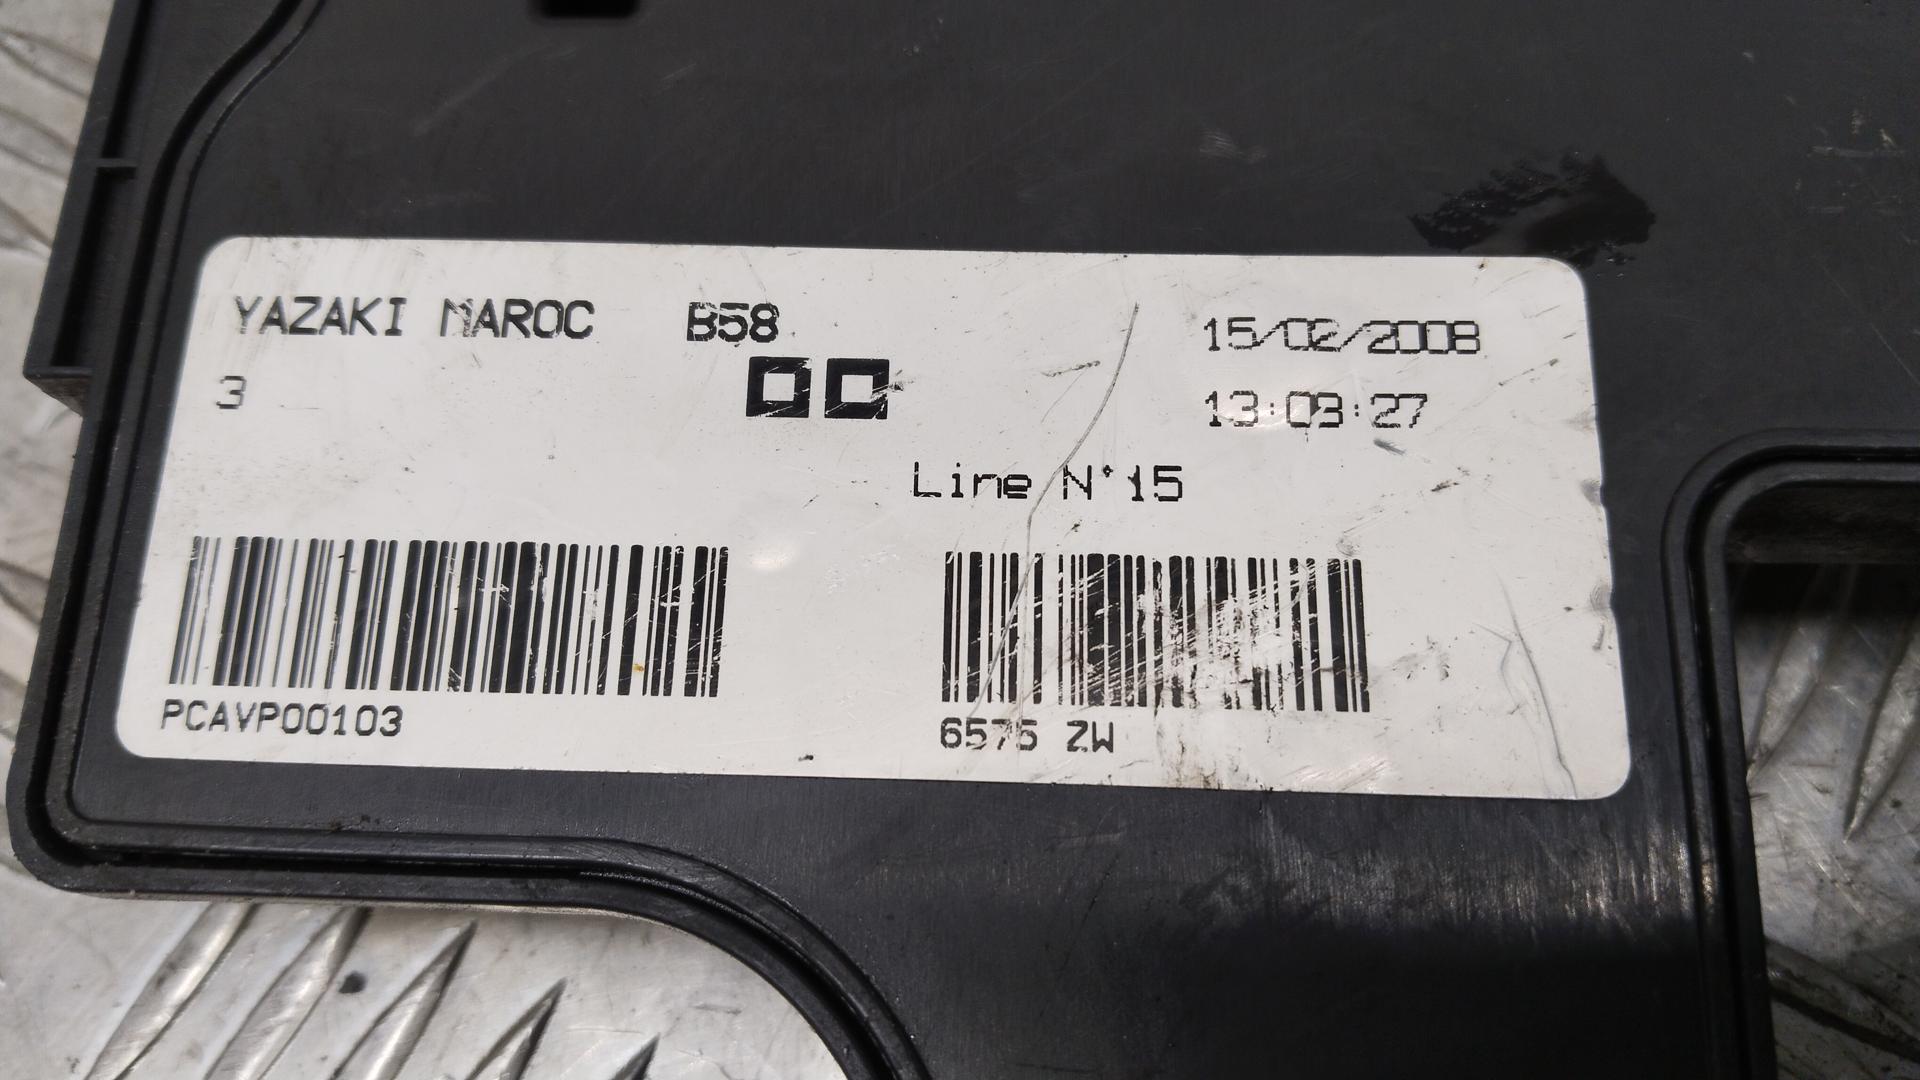 YAZAKI MAROC B58 15/02/2008
3 13:03:27
Line N°15
PCAVP00103 6575 ZW